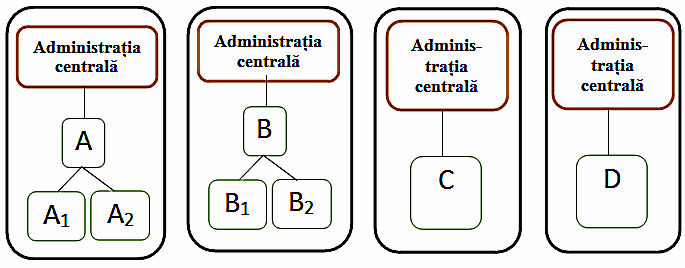 Administrația
centrală
A
A1
A2
Administrația
centrală
B
B1
B2
Adminis-
trația
centrală
C
Adminis-
trația
centrală
D